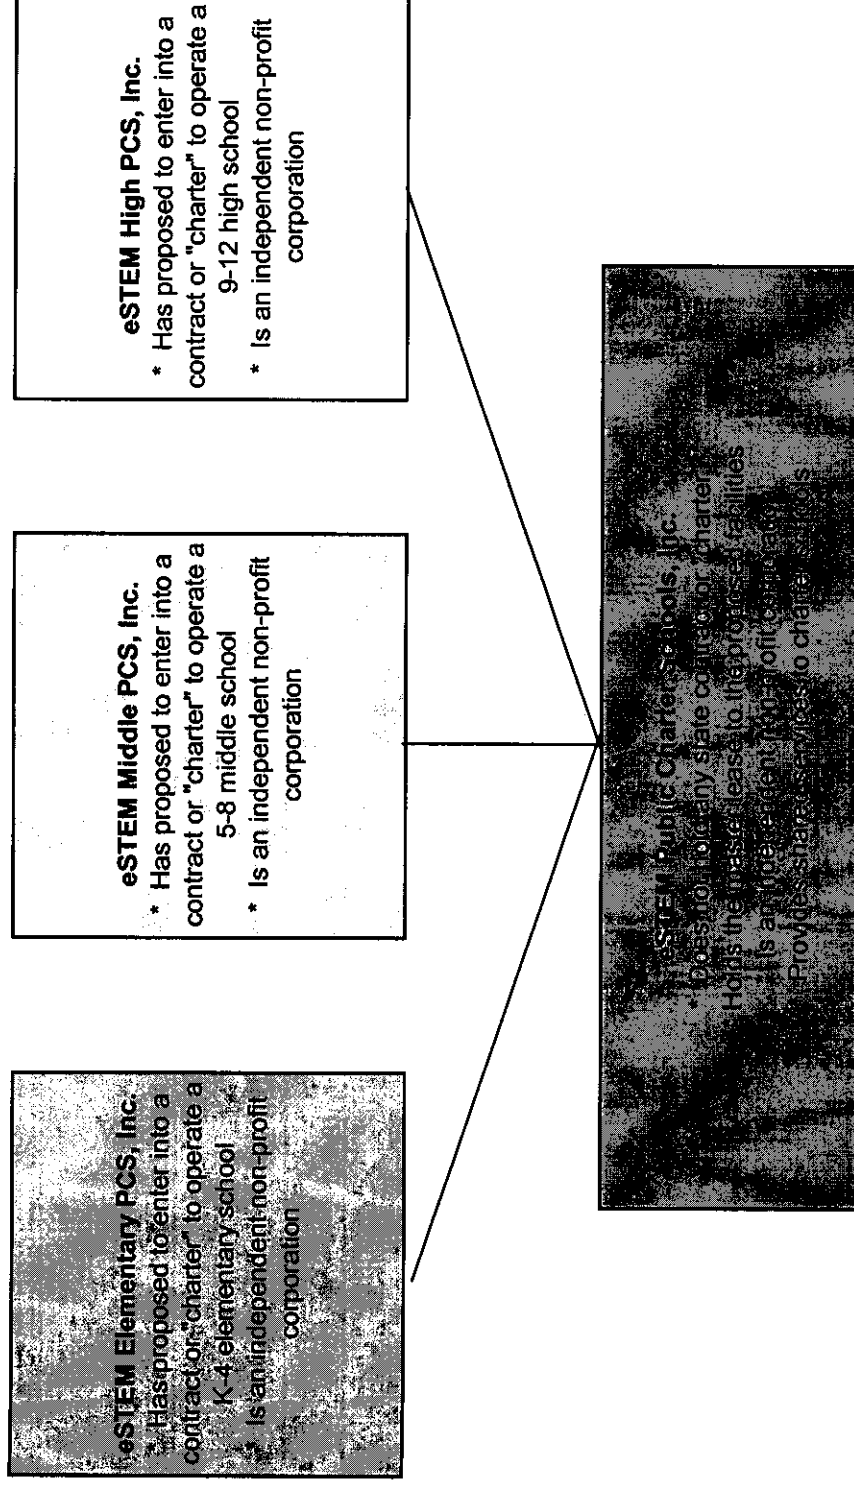 eSTEM Elementary PCS, Inc.
* Has proposed to enter into a
contract or "charter" to operate a
K-4 elementary school
* Is an independent non-profit
corporation
eSTEM Middle PCS, Inc.
* Has proposed to enter into a
contract or "charter" to operate a
5-8 middle school
* Is an independent non-profit
corporation
eSTEM High PCS, Inc.
* Has proposed to enter into a
contract or "charter" to operate a
9-12 high school
* Is an independent non-profit
corporation
eSTEM Public Charter Schools, Inc.
* Does not hold any state contract or "charter"
Holds the master lease to the proposed facilities
Is an independent non-profit
Provides shared services to charter schools